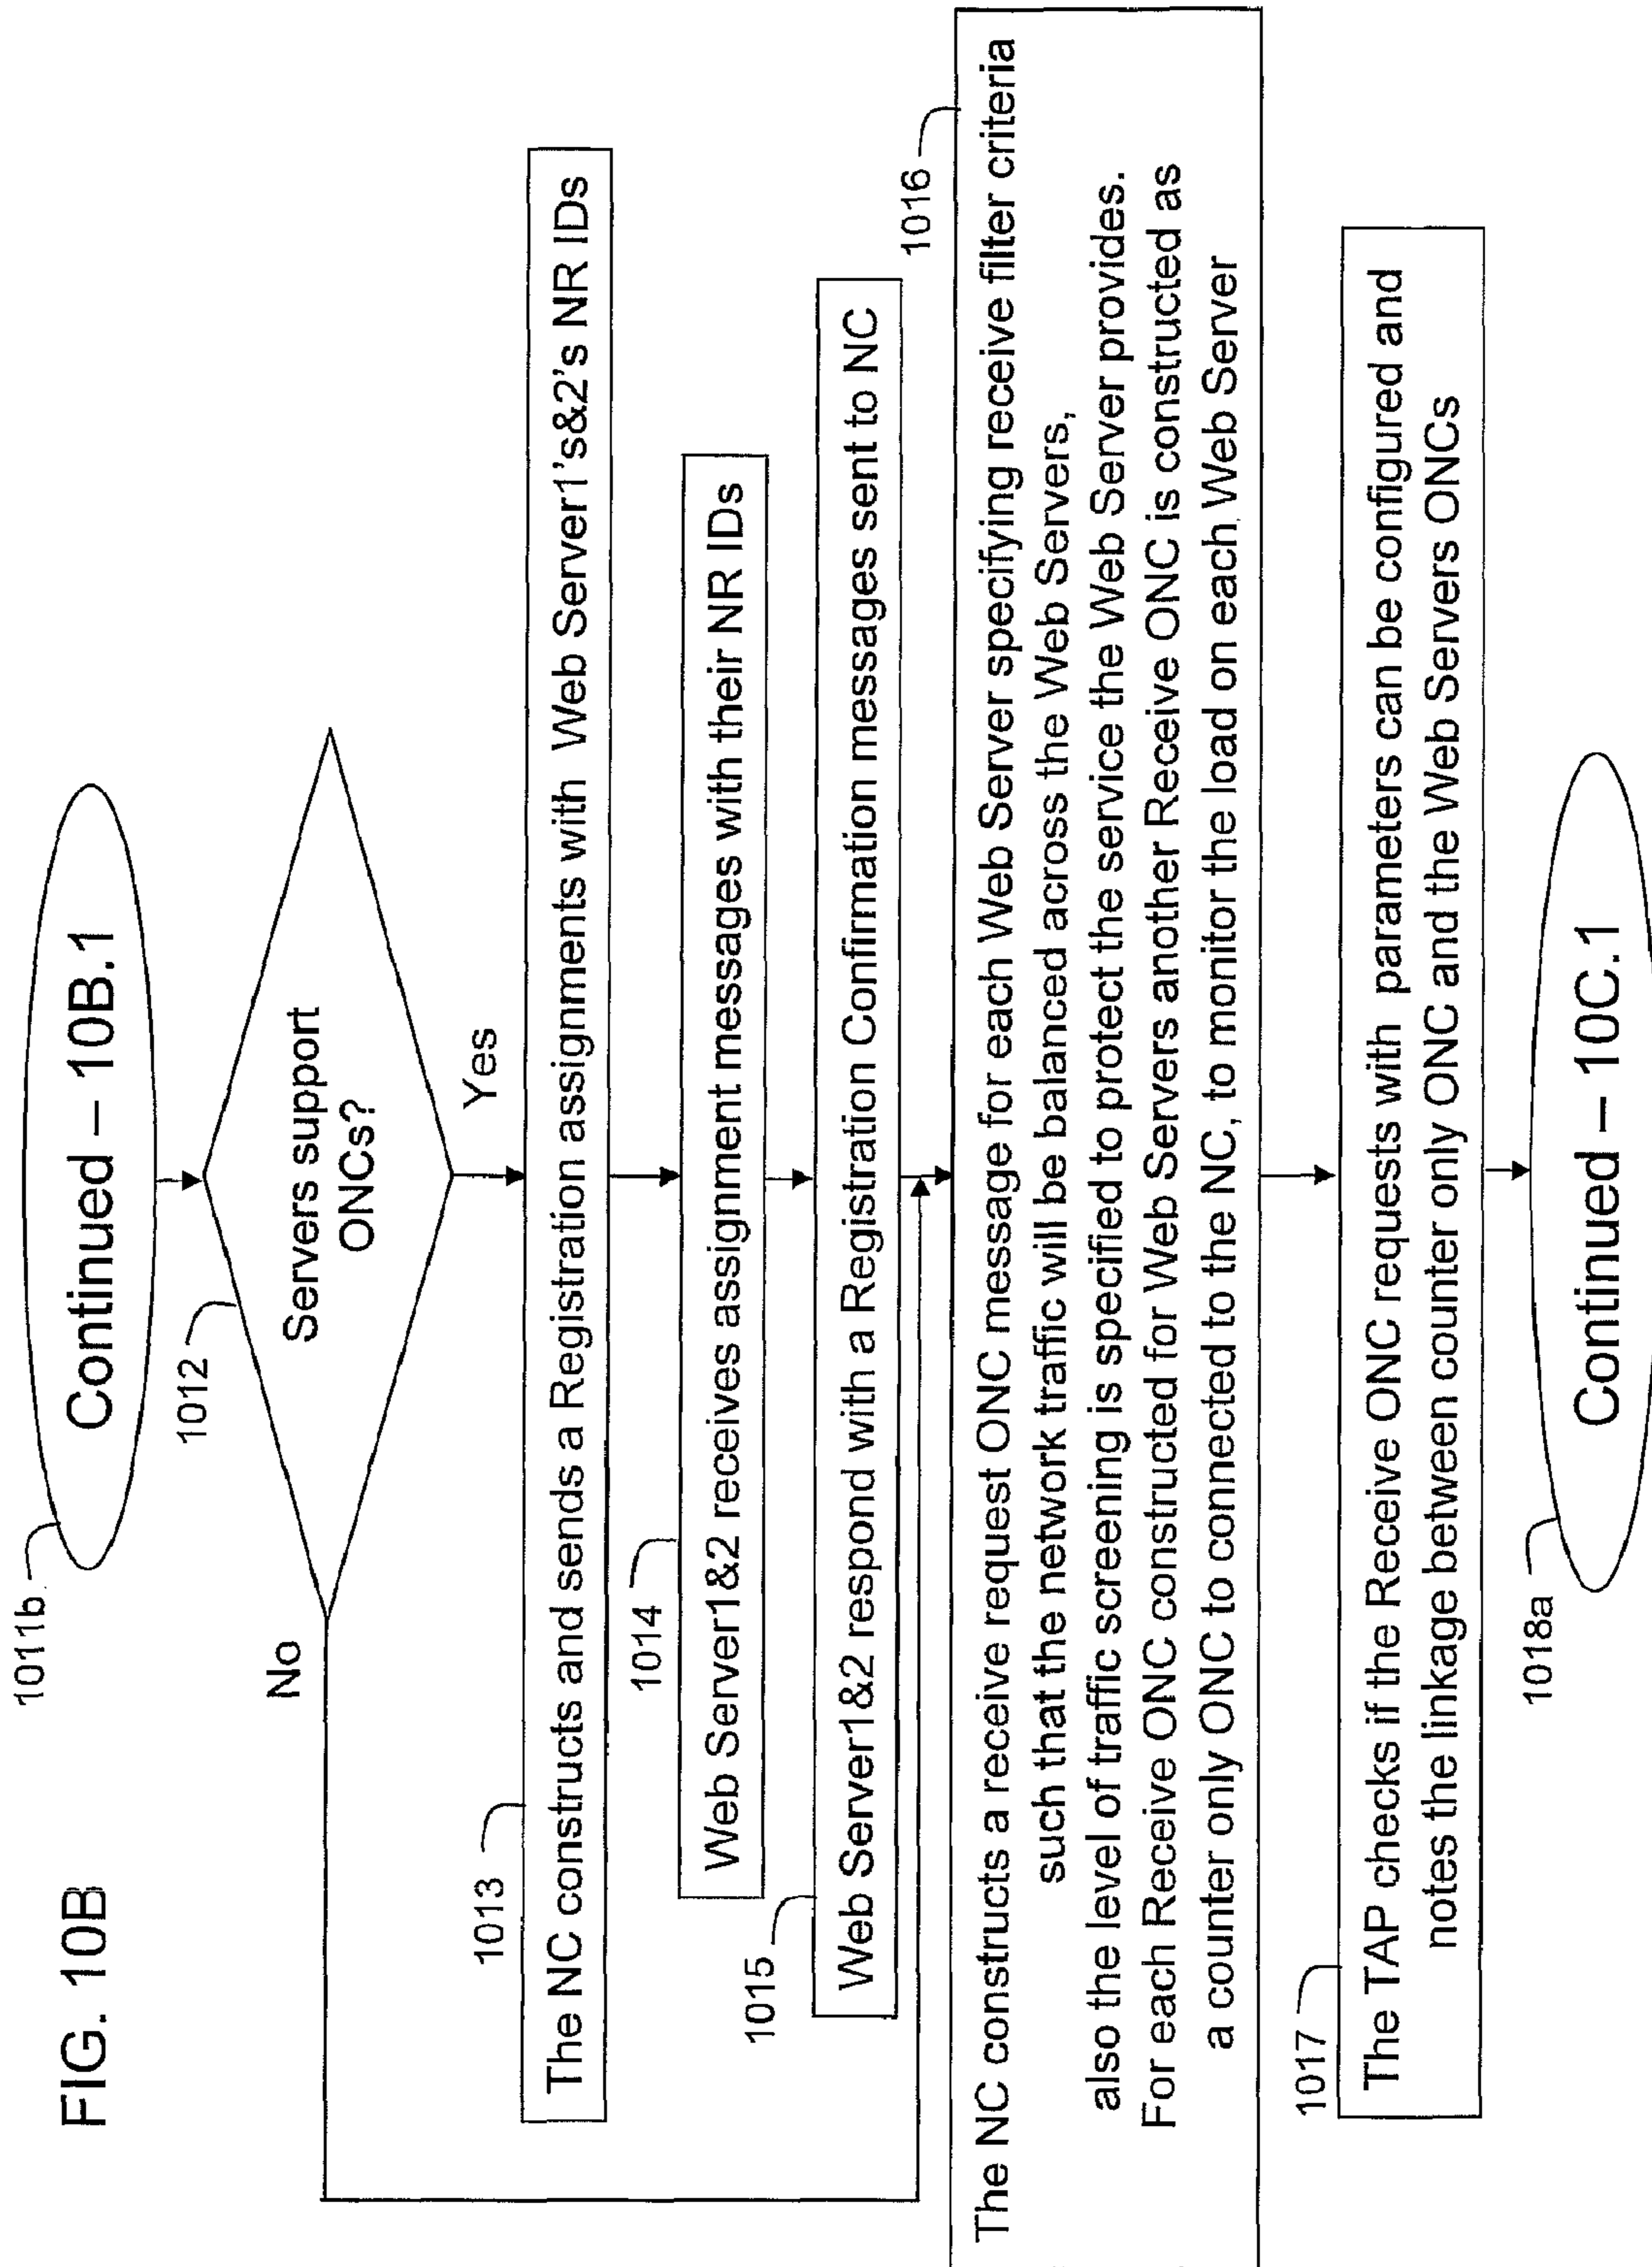 FIG. 10B
1011b
Continued – 10B.1
1012
Servers support
ONCs?
No
Yes
1013
The NC constructs and sends a Registration assignments with Web Server1's&2's NR IDs
1014
Web Server1&2 receives assignment messages with their NR IDs
1015
Web Server1&2 respond with a Registration Confirmation messages sent to NC
1016
The NC constructs a receive request ONC message for each Web Server specifying receive filter criteria
such that the network traffic will be balanced across the Web Servers,
also the level of traffic screening is specified to protect the service the Web Server provides.
For each Receive ONC constructed for Web Servers another Receive ONC is constructed as
a counter only ONC to connected to the NC, to monitor the load on each Web Server
1017
The TAP checks if the Receive ONC requests with parameters can be configured and
notes the linkage between counter only ONC and the Web Servers ONCs
1018a
Continued – 10C.1